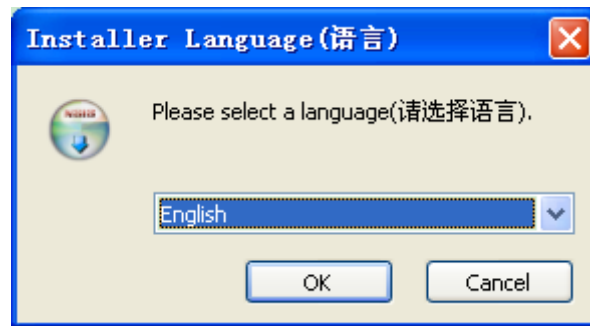 Installer Language(语言)
Please select a language(请选择语言).
English
OK
Cancel